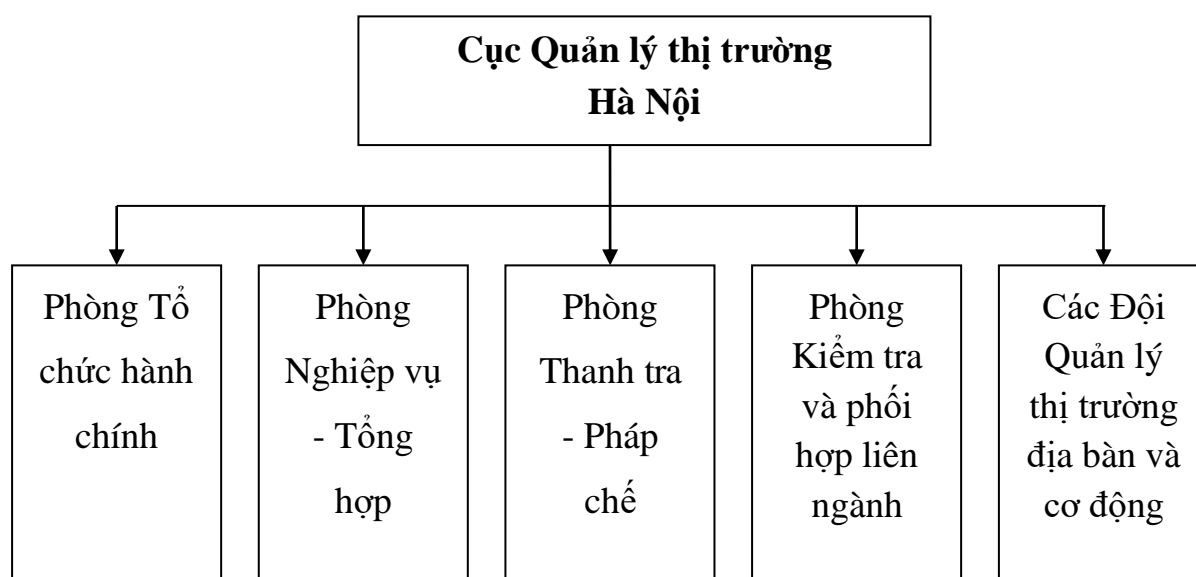 Cục Quản lý thị trường
Hà Nội
Phòng Tổ
chức hành
chính
Phòng
Nghiệp vụ
- Tổng
hợp
Phòng
Thanh tra
- Pháp
chế
Phòng
Kiểm tra
và phối
hợp liên
ngành
Các Đội
Quản lý
thị trường
địa bàn và
cơ động